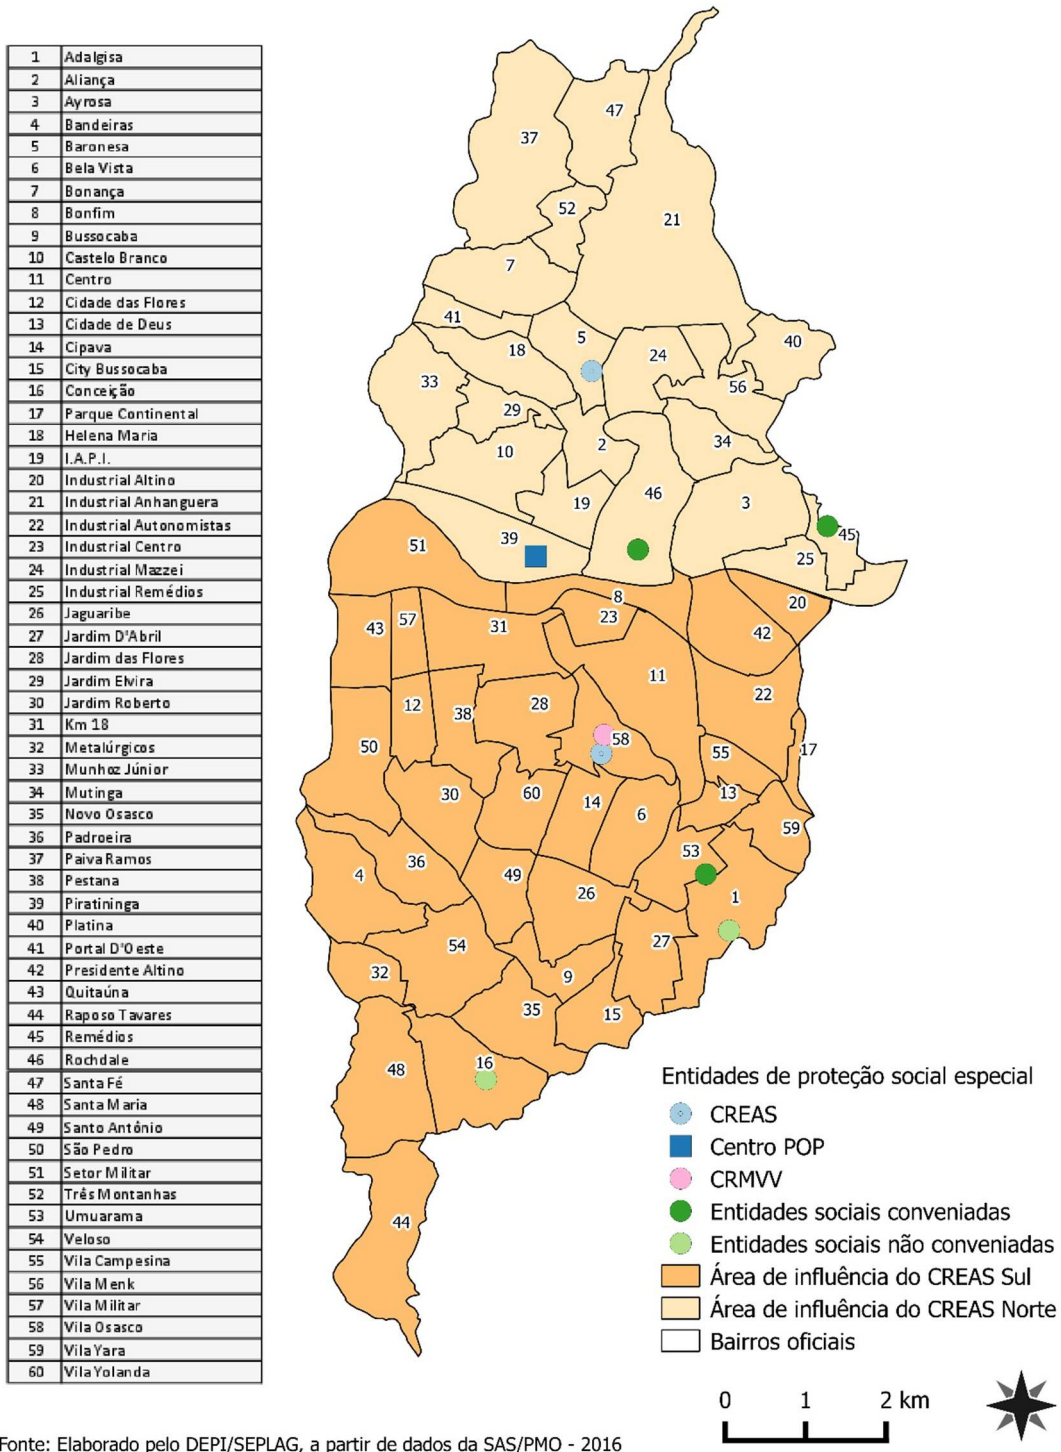 1 Adalgisa
2 Aliança
3 Ayrosa
4 Bandeiras
5 Baronesa
6 Bela Vista
7 Bonança
8 Bonfim
9 Bussocaba
10 Castelo Branco
11 Centro
12 Cidade das Flores
13 Cidade de Deus
14 Cipava
15 City Bussocaba
16 Conceição
17 Parque Continental
18 Helena Maria
19 I.A.P.I.
20 Industrial Altino
21 Industrial Anhanguera
22 Industrial Autonomistas
23 Industrial Centro
24 Industrial Mazzei
25 Industrial Remédios
26 Jaguaribe
27 Jardim D'Abril
28 Jardim das Flores
29 Jardim Elvira
30 Jardim Roberto
31 Km 18
32 Metalúrgicos
33 Munhoz Júnior
34 Mutinga
35 Novo Osasco
36 Padroeira
37 Paiva Ramos
38 Pestana
39 Piratininga
40 Platina
41 Portal D'Oeste
42 Presidente Altino
43 Quitaúna
44 Raposo Tavares
45 Remédios
46 Rochdale
47 Santa Fé
48 Santa Maria
49 Santo Antônio
50 São Pedro
51 Setor Militar
52 Três Montanhas
53 Umuarama
54 Veloso
55 Vila Campesina
56 Vila Menk
57 Vila Militar
58 Vila Osasco
59 Vila Yara
60 Vila Yolanda
47
37
52
21
7
41
5
40
18
24
33
56
29
34
2
10
46
3
19
45
39
51
25
8
20
23
57
43
31
42
11
22
28
12
38
58
50
55
17
60
13
30
14
6
59
53
36
4
49
26
1
27
54
32
9
35
15
16
48
44
Entidades de proteção social especial
CREAS
Centro POP
CRMVV
Entidades sociais conveniadas
Entidades sociais não conveniadas
Área de influência do CREAS Sul
Área de influência do CREAS Norte
Bairros oficiais
0 1 2 km
Fonte: Elaborado pelo DEPI/SEPLAG, a partir de dados da SAS/PMO - 2016